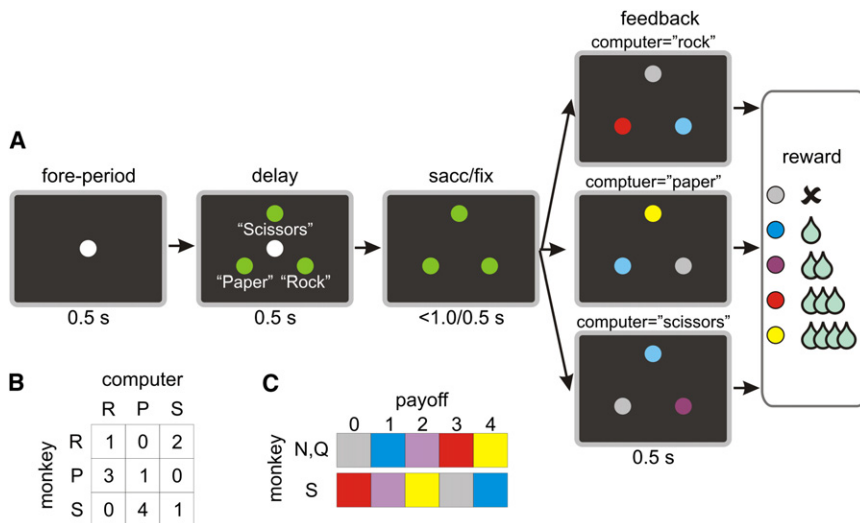 feedback
computer="rock"
A
fore-period
delay
sacc/fix
reward
"Scissors"
"Paper" "Rock"
comptuer="paper"
0.5 s
0.5 s
<1.0/0.5 s
computer="scissors"
0.5 s
B
computer
R P S
monkey
R 1 0 2
P 3 1 0
S 0 4 1
C
payoff
0 1 2 3 4
monkey
N,Q
S